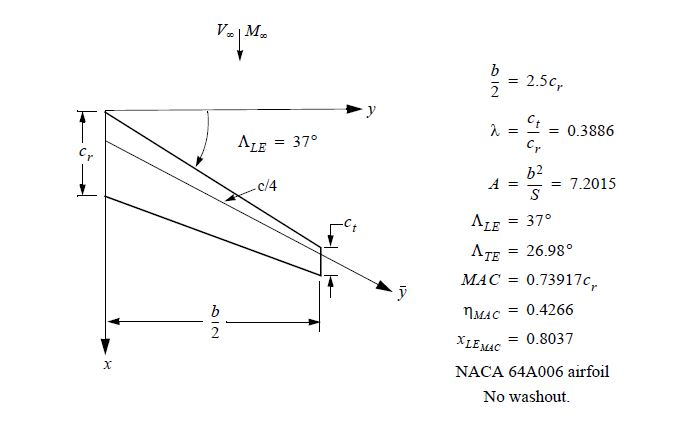 V∞ M∞
y
c_r
Λ_LE = 37°
c/4
c_t
ȳ
b/2
x
b/2 = 2.5c_r
λ = c_t/c_r = 0.3886
A = b²/S = 7.2015
Λ_LE = 37°
Λ_TE = 26.98°
MAC = 0.73917c_r
η_MAC = 0.4266
x_LE_MAC = 0.8037
NACA 64A006 airfoil
No washout.